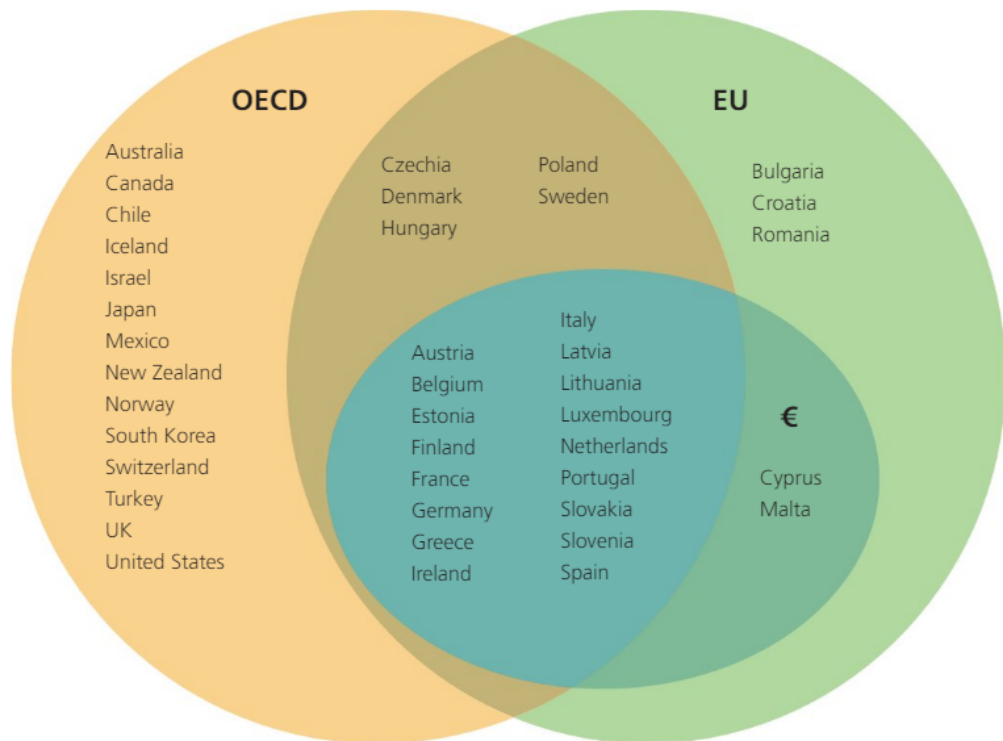 OECD
Australia
Canada
Chile
Iceland
Israel
Japan
Mexico
New Zealand
Norway
South Korea
Switzerland
Turkey
UK
United States
Czechia
Denmark
Hungary
Poland
Sweden
Austria
Belgium
Estonia
Finland
France
Germany
Greece
Ireland
Italy
Latvia
Lithuania
Luxembourg
Netherlands
Portugal
Slovakia
Slovenia
Spain
EU
Bulgaria
Croatia
Romania
€
Cyprus
Malta